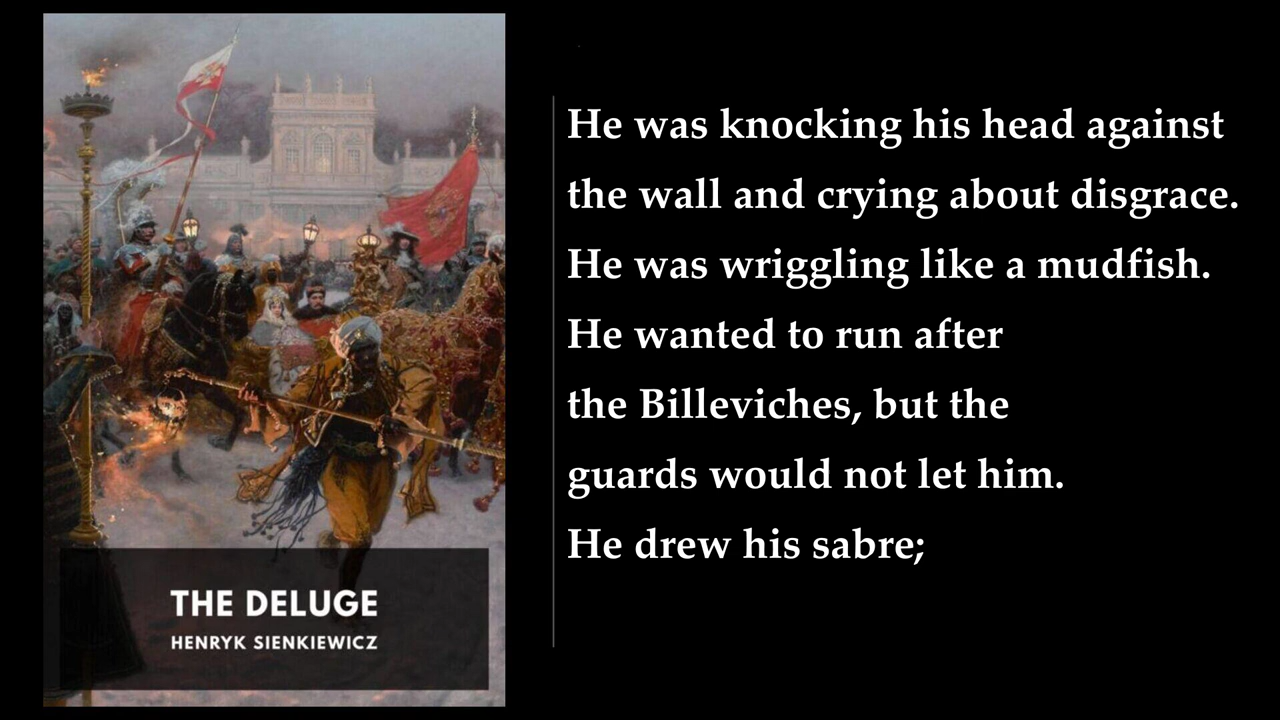 THE DELUGE
HENRYK SIENKIEWICZ
He was knocking his head against
the wall and crying about disgrace.
He was wriggling like a mudfish.
He wanted to run after
the Billeviches, but the
guards would not let him.
He drew his sabre;